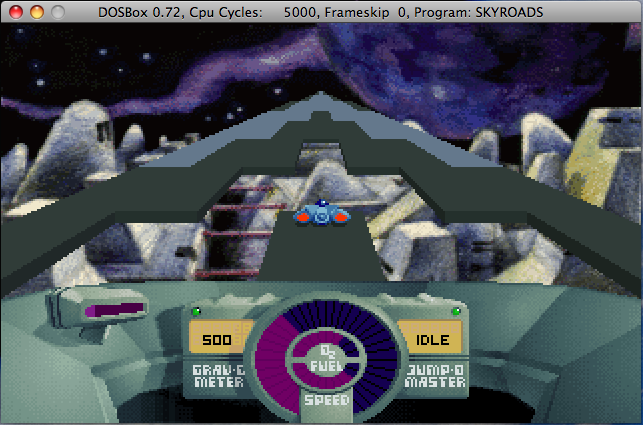 DOSBox 0.72, Cpu Cycles:     5000, Frameskip  0, Program: SKYROADS
500
IDLE
O2
FUEL
GRAV-O
METER
JUMP-O
MASTER
SPEED